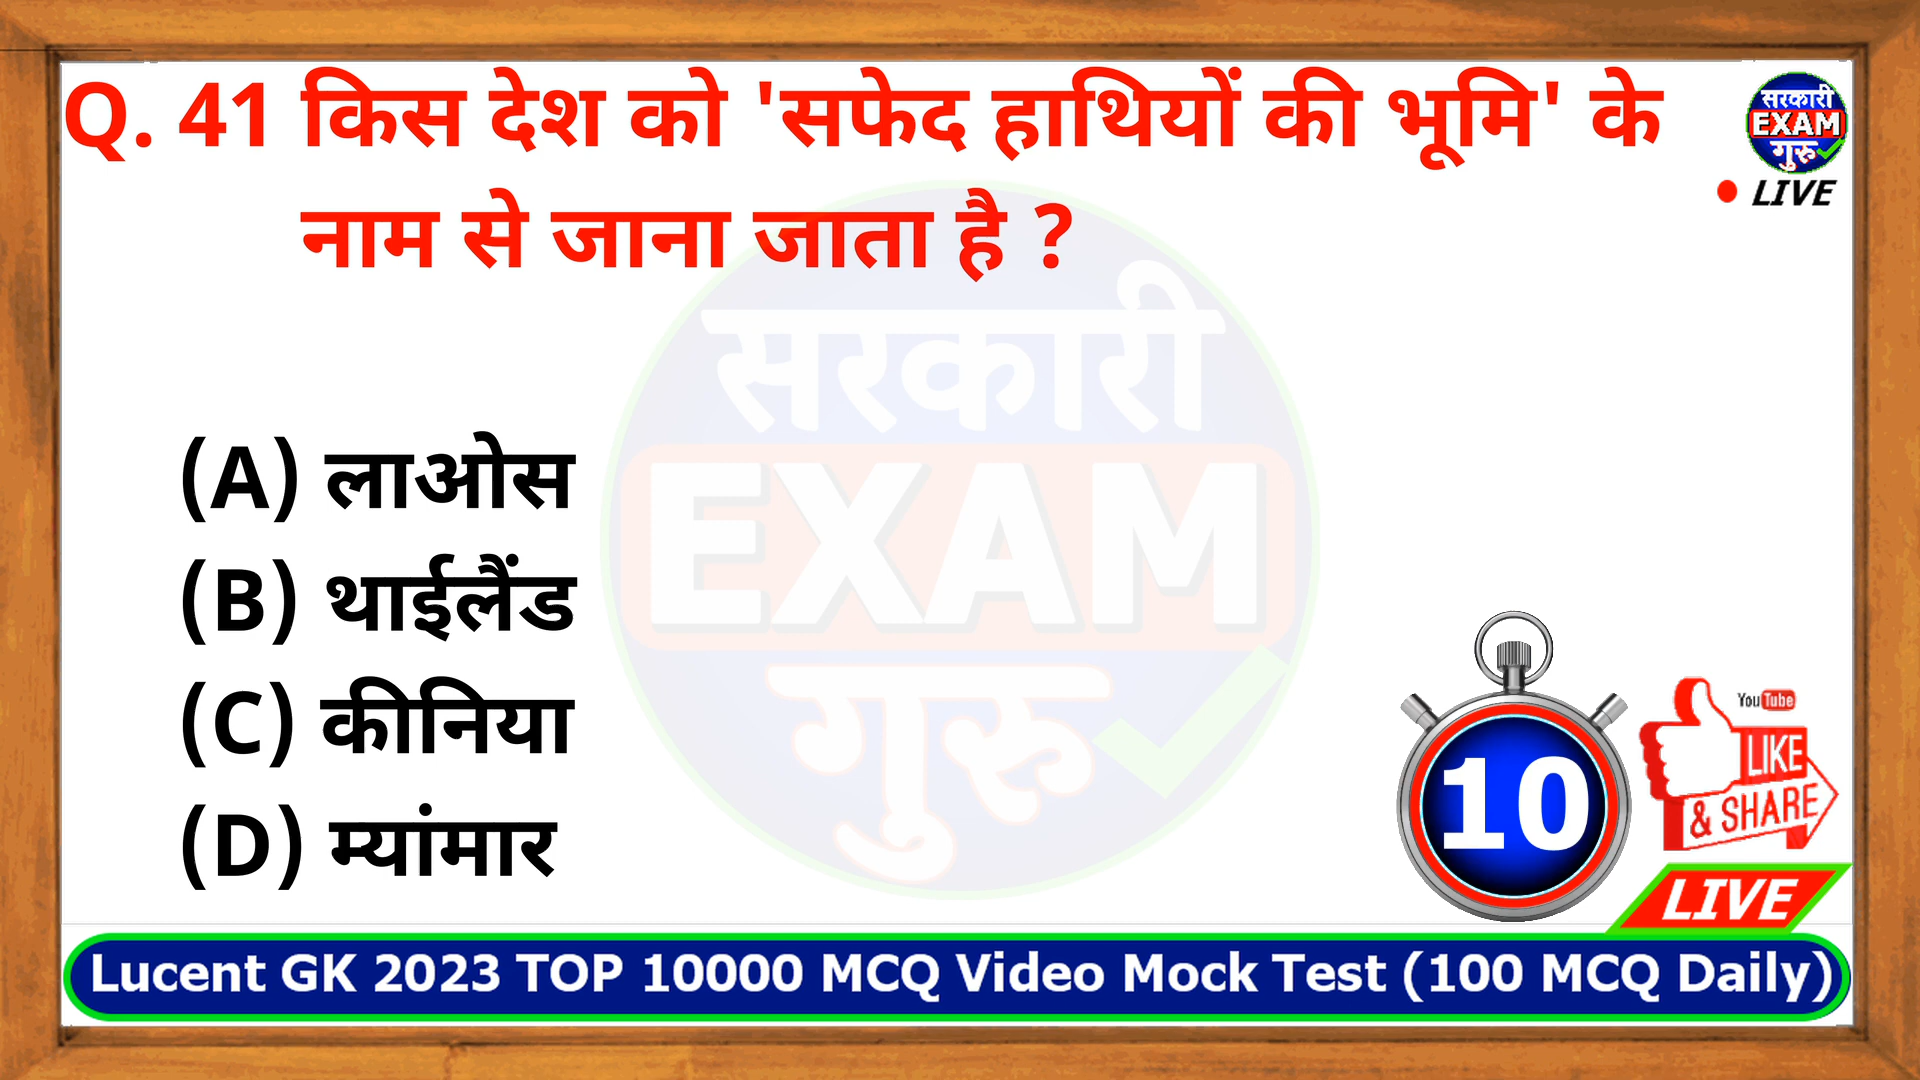 Q. 41 किस देश को 'सफेद हाथियों की भूमि' के
नाम से जाना जाता है ?
सरकारी
EXAM
गुरु
LIVE
सरकारी
EXAM
गुरु
(A) लाओस
(B) थाईलैंड
(C) कीनिया
(D) म्यांमार
10
YouTube
LIKE
& SHARE
LIVE
Lucent GK 2023 TOP 10000 MCQ Video Mock Test (100 MCQ Daily)